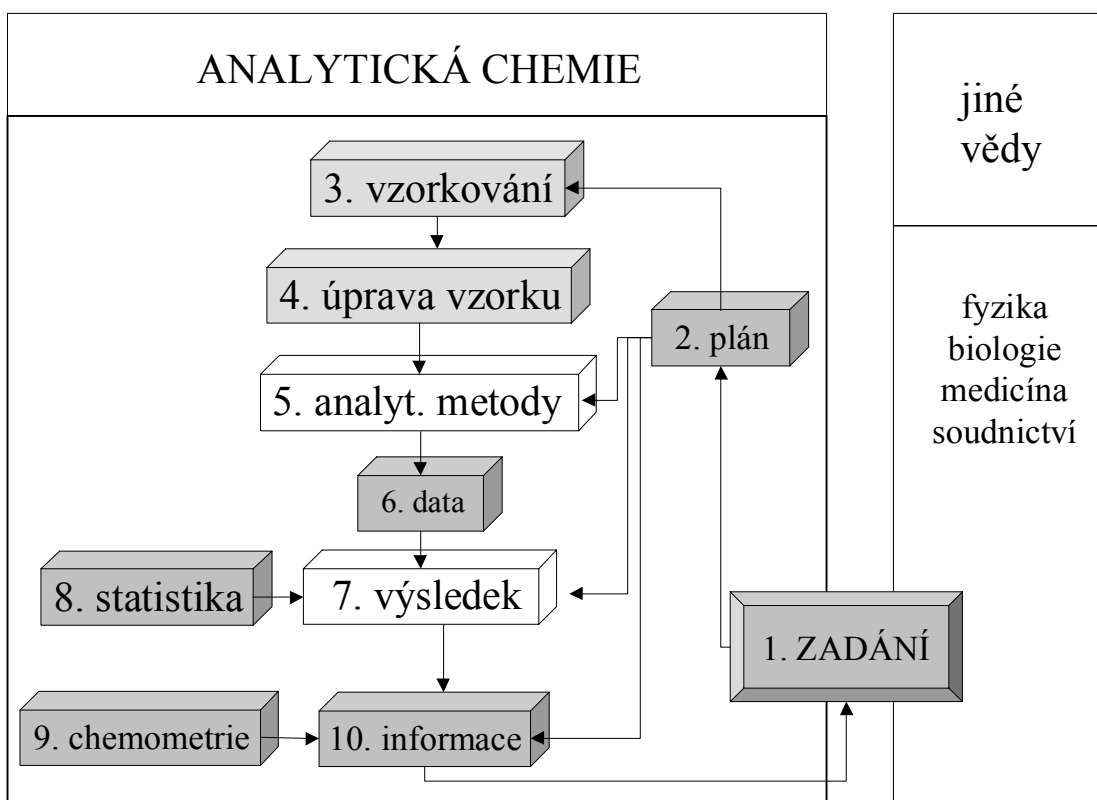 ANALYTICKÁ CHEMIE
jiné
vědy
3. vzorkování
4. úprava vzorku
2. plán
fyzika
biologie
medicína
soudnictví
5. analyt. metody
6. data
8. statistika
7. výsledek
1. ZADÁNÍ
9. chemometrie
10. informace